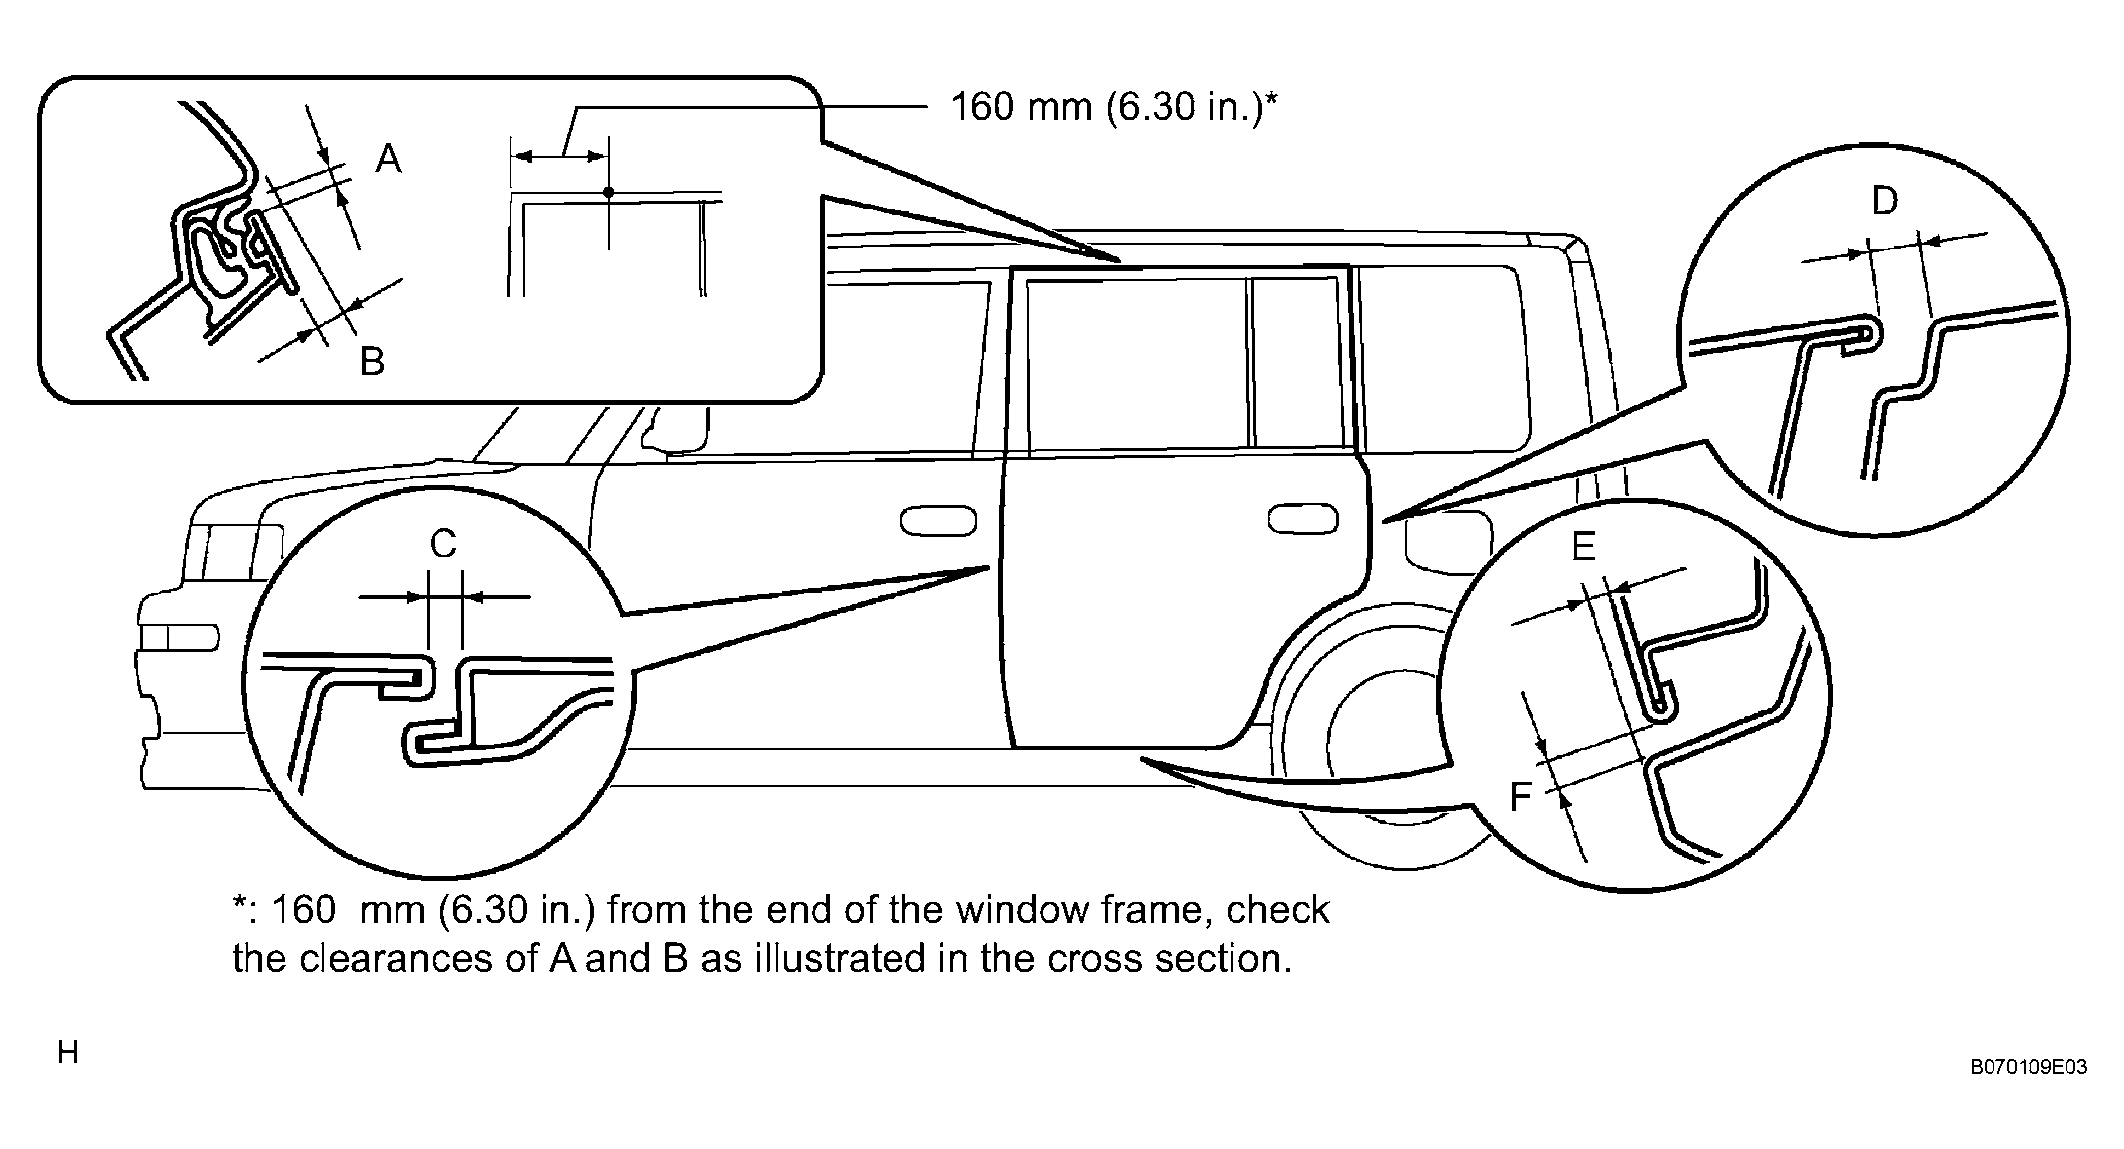 160 mm (6.30 in.)*
A
B
C
D
E
F
*: 160 mm (6.30 in.) from the end of the window frame, check
the clearances of A and B as illustrated in the cross section.
H
B070109E03